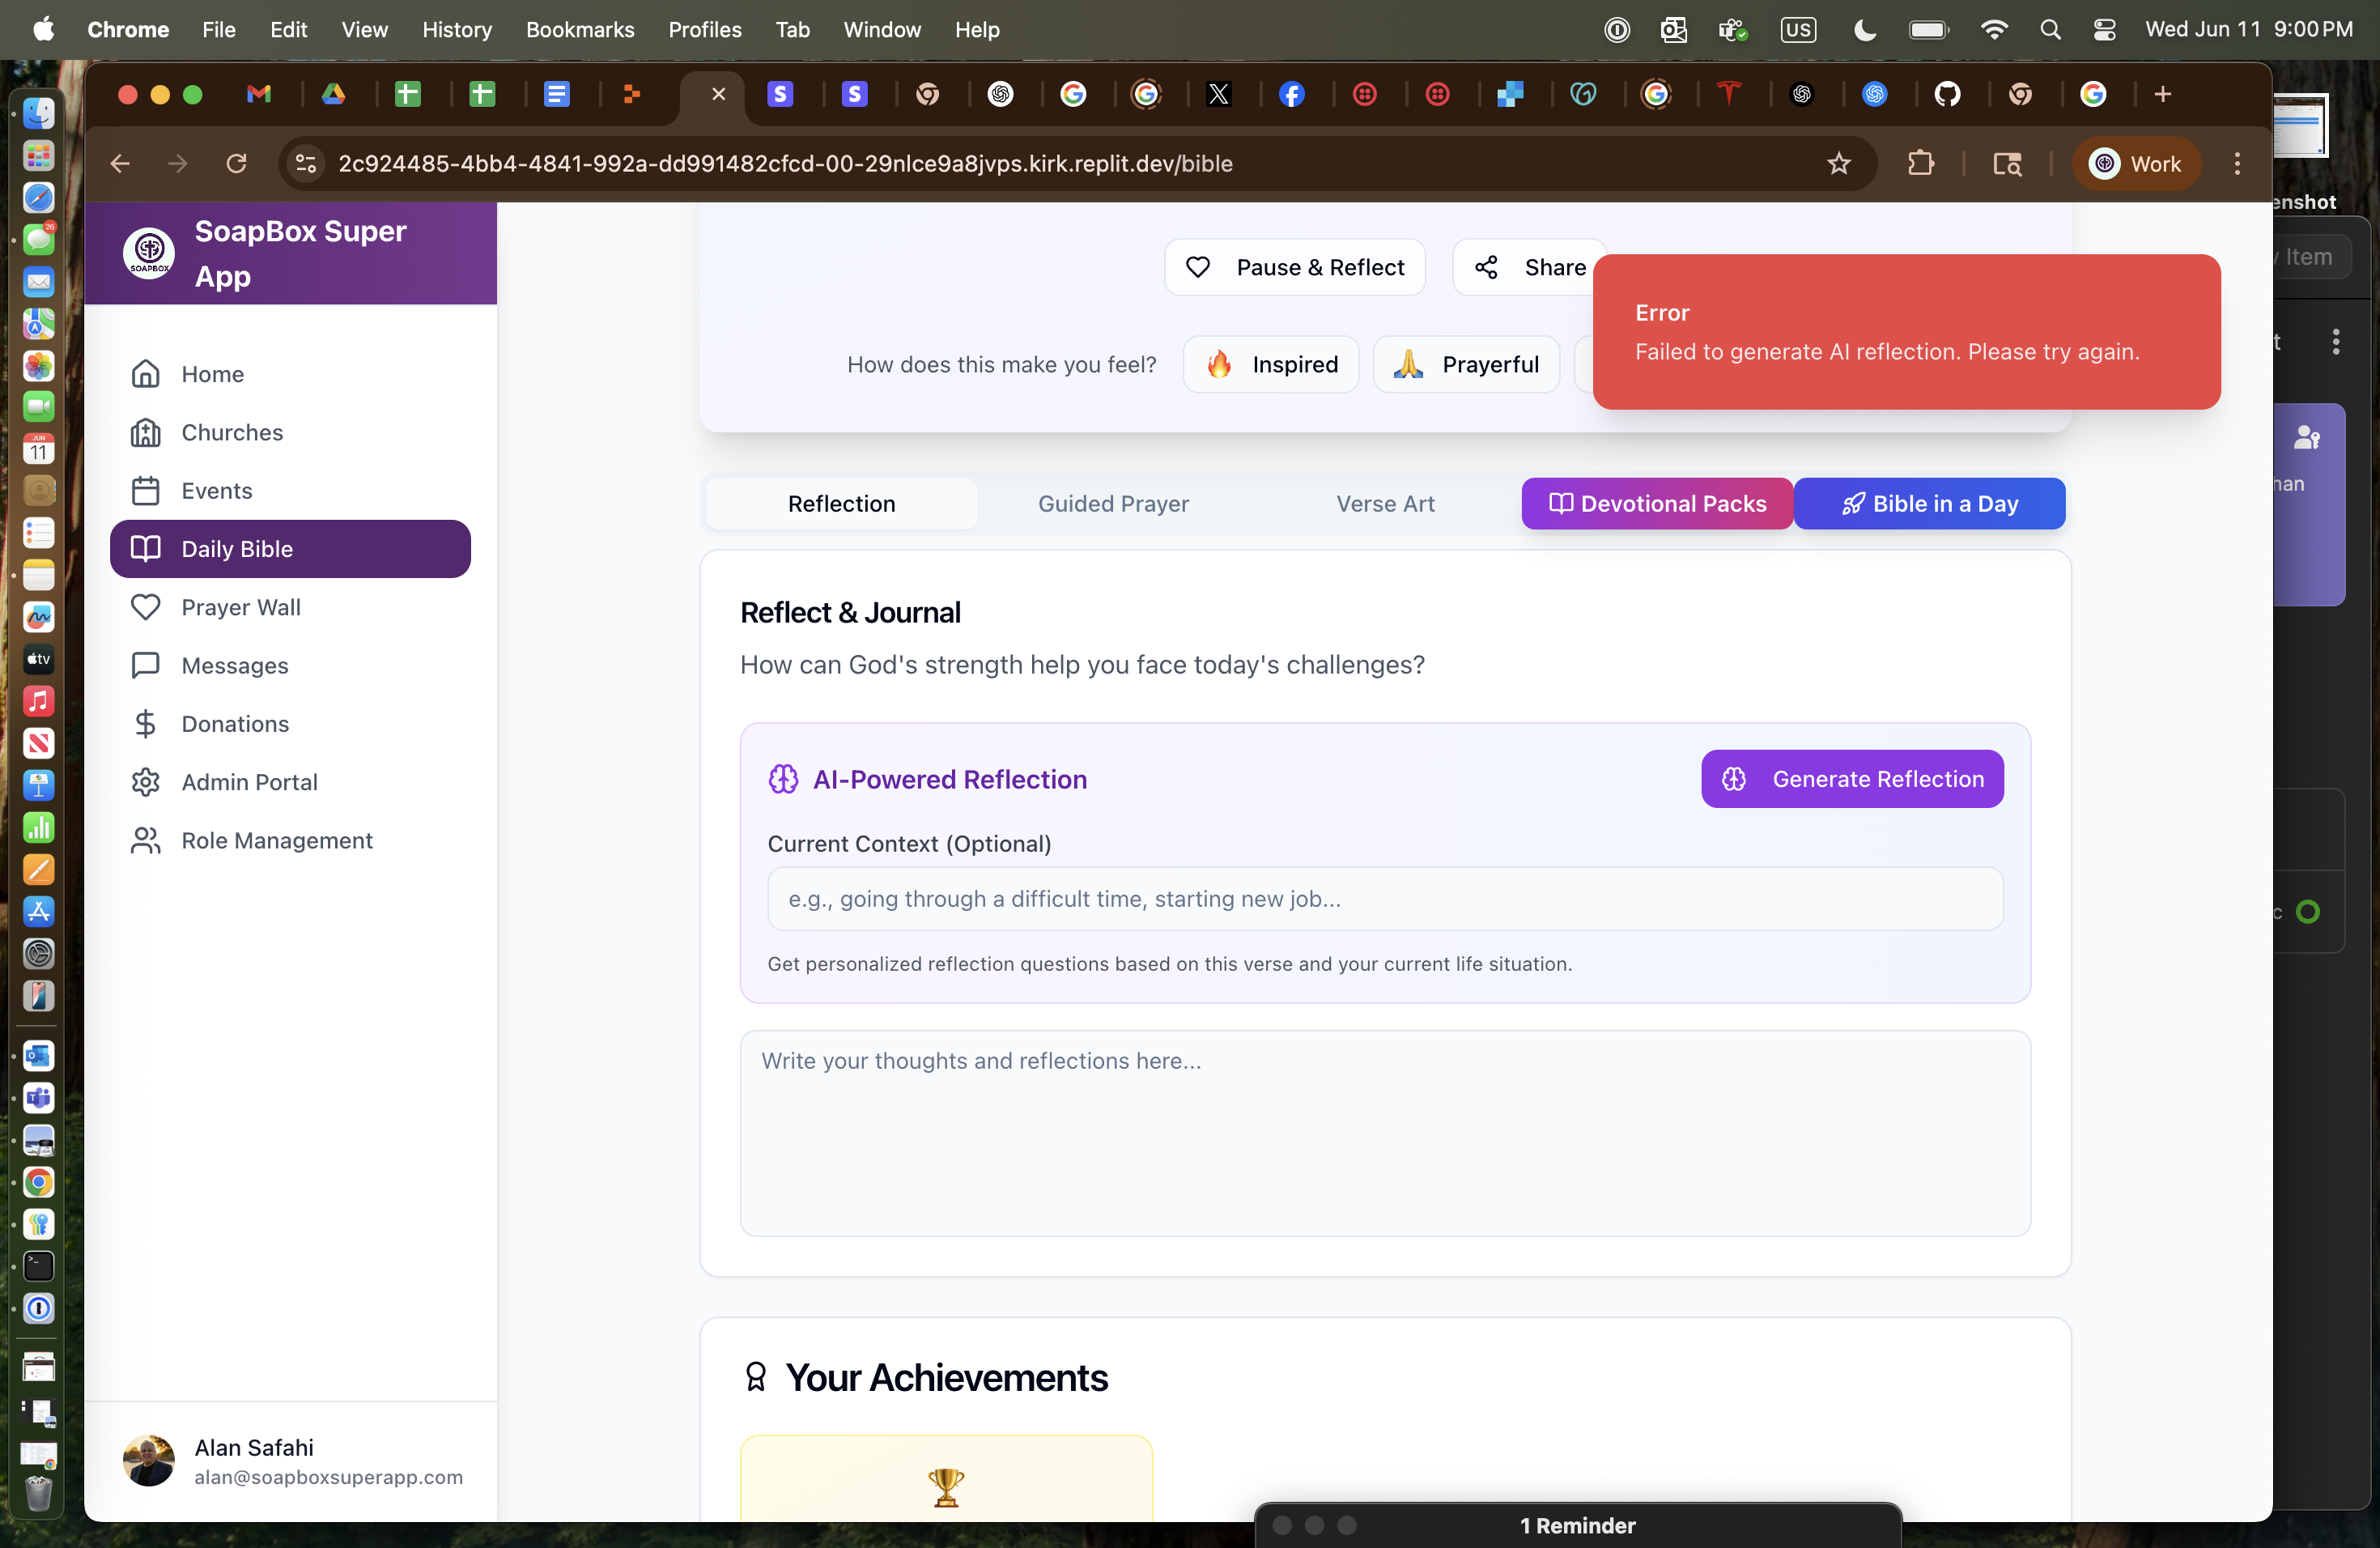 Chrome File Edit View History Bookmarks Profiles Tab Window Help US Wed Jun 11 9:00 PM
2c924485-4bb4-4841-992a-dd991482cfcd-00-29nlce9a8jvps.kirk.replit.dev/bible
Work
SoapBox Super
App
SOAPBOX
Home
Churches
Events
Daily Bible
Prayer Wall
Messages
Donations
Admin Portal
Role Management
Alan Safahi
alan@soapboxsuperapp.com
Pause & Reflect Share
How does this make you feel? Inspired Prayerful
Error
Failed to generate AI reflection. Please try again.
Reflection Guided Prayer Verse Art Devotional Packs Bible in a Day
Reflect & Journal
How can God's strength help you face today's challenges?
AI-Powered Reflection Generate Reflection
Current Context (Optional)
e.g., going through a difficult time, starting new job...
Get personalized reflection questions based on this verse and your current life situation.
Write your thoughts and reflections here...
Your Achievements
1 Reminder
enshot
Item
26
JUN
11
tv